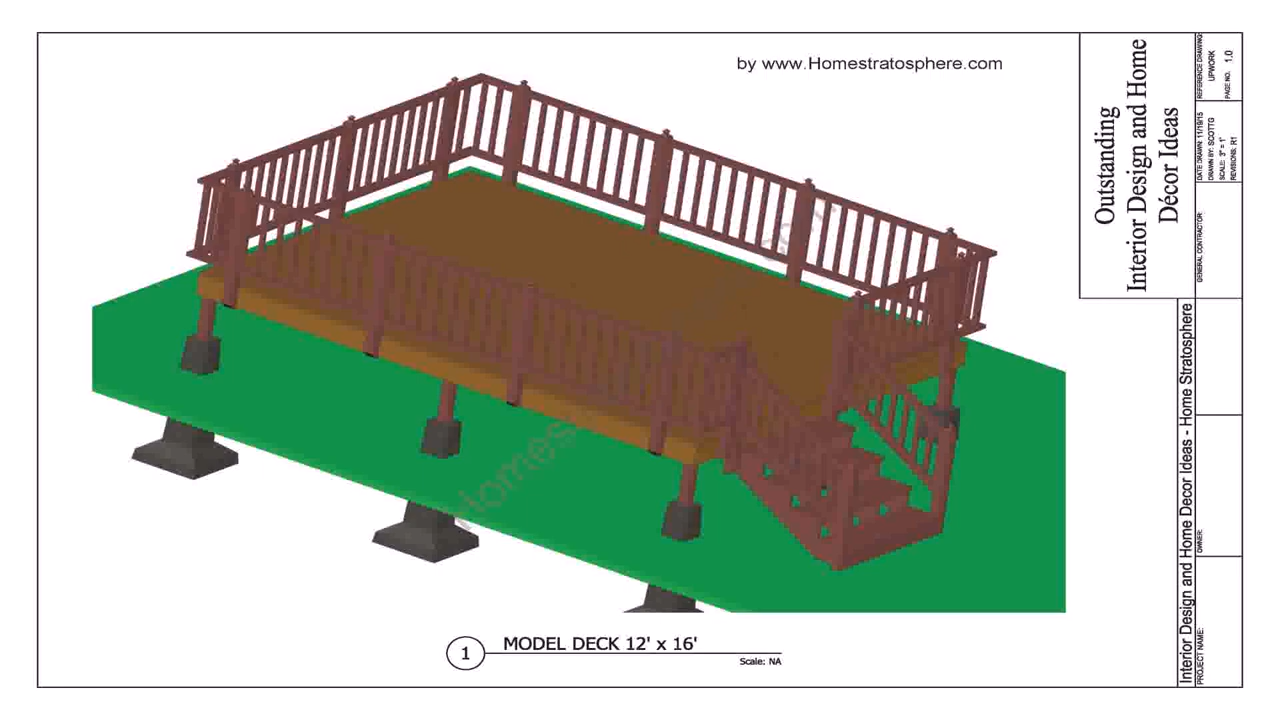 by www.Homestratosphere.com
Outstanding
Interior Design and Home
Décor Ideas
REFERENCE DRAWING:
UPWORK
PAGE NO. 1.0
DATE DRAWN: 11/19/15
DRAWN BY: SCOTTG
SCALE: 3" = 1'
REVISIONS: R1
GENERAL CONTRACTOR:
OWNER:
Interior Design and Home Decor Ideas - Home Stratosphere
PROJECT NAME:
1
MODEL DECK 12' x 16'
Scale: NA